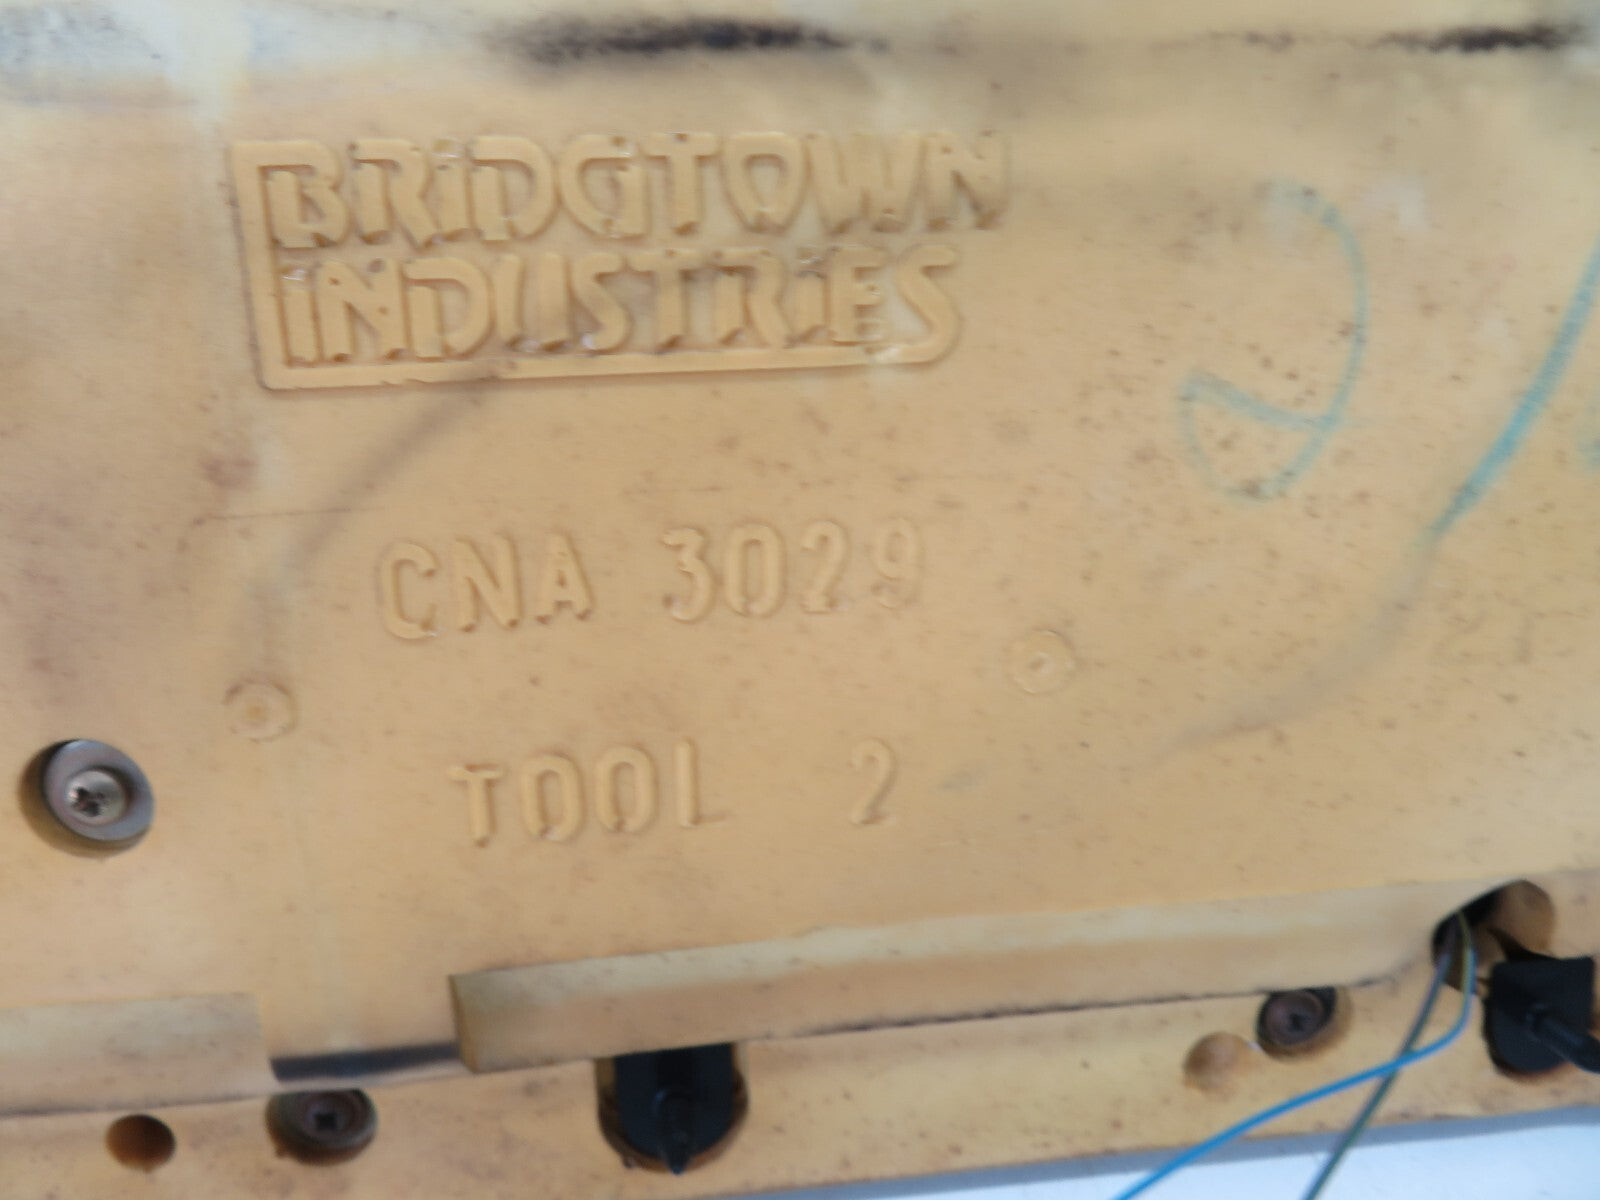 BRiDGTOWN
iNDUSTRiES
CNA 3029
TOOL 2